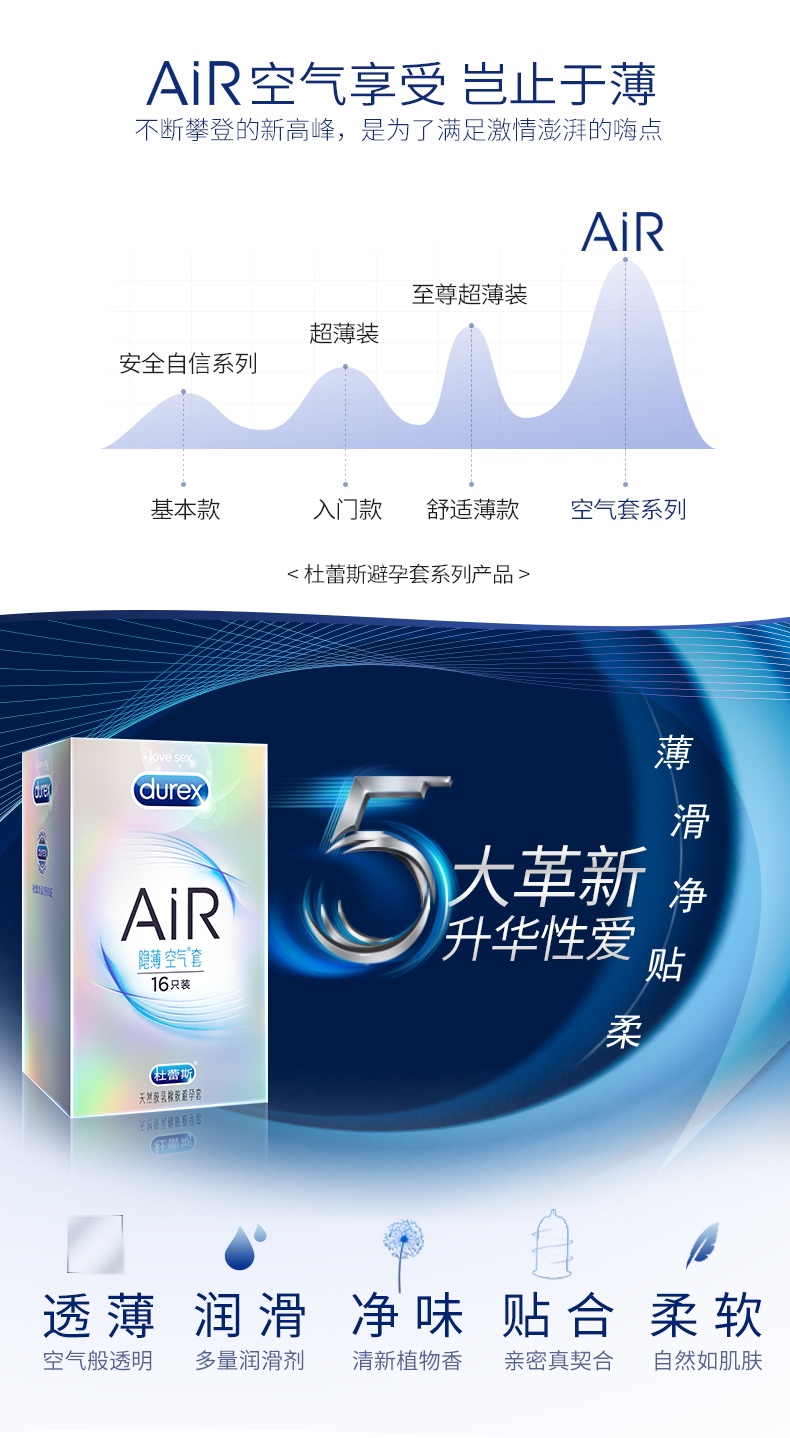 AiR空气享受 岂止于薄
不断攀登的新高峰，是为了满足激情澎湃的嗨点
AiR
至尊超薄装
超薄装
安全自信系列
基本款
入门款
舒适薄款
空气套系列
< 杜蕾斯避孕套系列产品 >
love sex
durex
durex
durex
AiR
隐薄 空气®套
16只装
杜蕾斯®
天然胶乳橡胶避孕套
5大革新
升华性爱
薄
滑
净
贴
柔
透薄
空气般透明
润滑
多量润滑剂
净味
清新植物香
贴合
亲密真契合
柔软
自然如肌肤